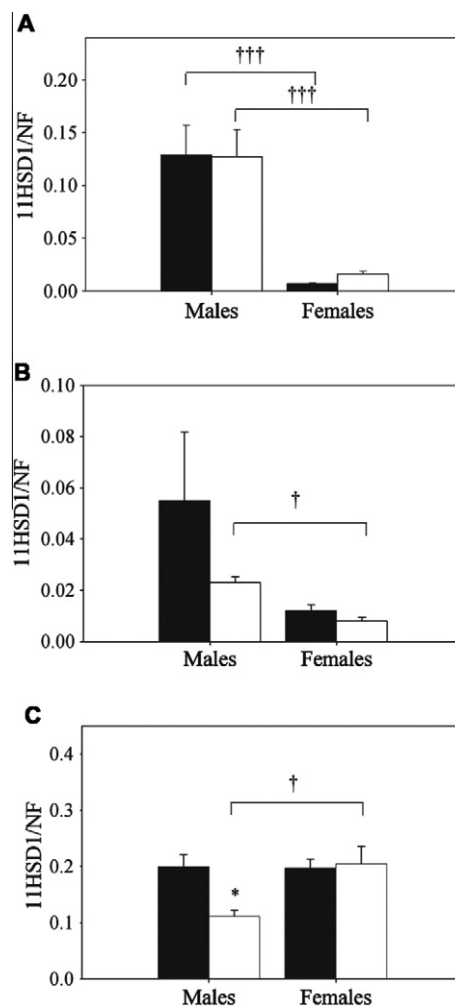 A
†††
†††
11HSD1/NF
0.20
0.15
0.10
0.05
0.00
Males Females
B
0.10
0.08
†
11HSD1/NF
0.06
0.04
0.02
0.00
Males Females
C
0.4
†
11HSD1/NF
0.3
0.2
*
0.1
0.0
Males Females